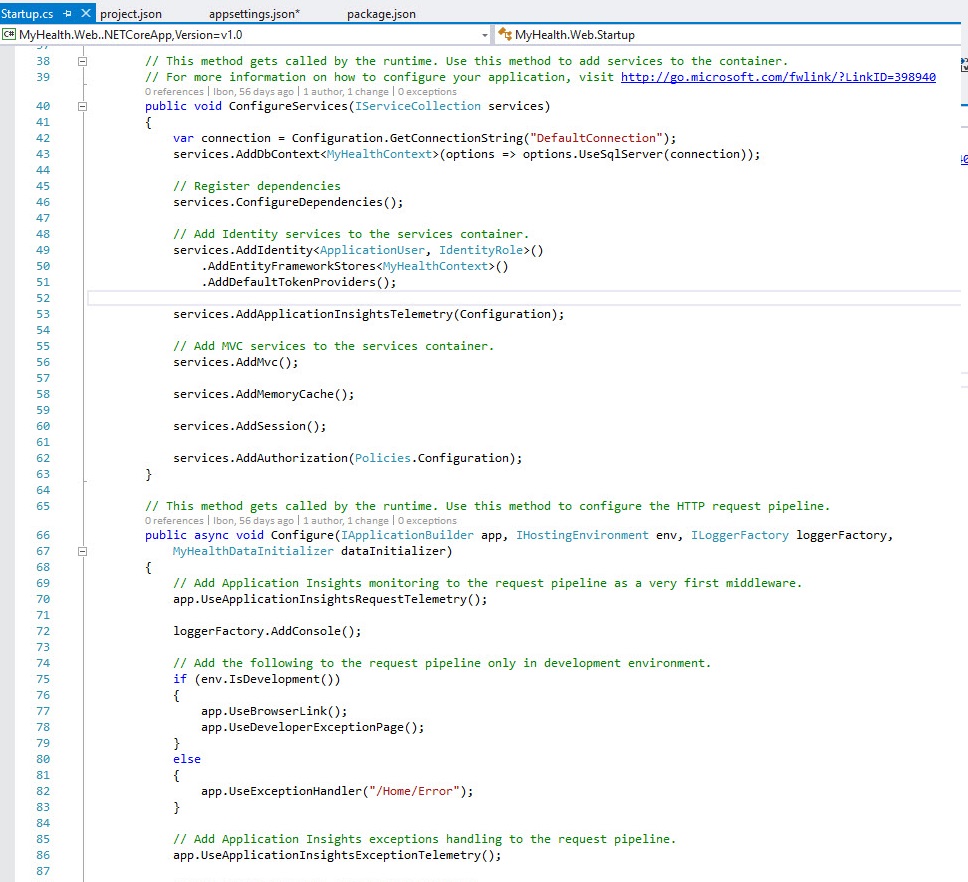 Startup.cs project.json appsettings.json* package.json
C# MyHealth.Web..NETCoreApp,Version=v1.0 MyHealth.Web.Startup
37
38 // This method gets called by the runtime. Use this method to add services to the container.
39 // For more information on how to configure your application, visit http://go.microsoft.com/fwlink/?LinkID=398940
0 references | Ibon, 56 days ago | 1 author, 1 change | 0 exceptions
40 public void ConfigureServices(IServiceCollection services)
41 {
42 var connection = Configuration.GetConnectionString("DefaultConnection");
43 services.AddDbContext<MyHealthContext>(options => options.UseSqlServer(connection));
44
45 // Register dependencies
46 services.ConfigureDependencies();
47
48 // Add Identity services to the services container.
49 services.AddIdentity<ApplicationUser, IdentityRole>()
50 .AddEntityFrameworkStores<MyHealthContext>()
51 .AddDefaultTokenProviders();
52
53 services.AddApplicationInsightsTelemetry(Configuration);
54
55 // Add MVC services to the services container.
56 services.AddMvc();
57
58 services.AddMemoryCache();
59
60 services.AddSession();
61
62 services.AddAuthorization(Policies.Configuration);
63 }
64
65 // This method gets called by the runtime. Use this method to configure the HTTP request pipeline.
0 references | Ibon, 56 days ago | 1 author, 1 change | 0 exceptions
66 public async void Configure(IApplicationBuilder app, IHostingEnvironment env, ILoggerFactory loggerFactory,
67 MyHealthDataInitializer dataInitializer)
68 {
69 // Add Application Insights monitoring to the request pipeline as a very first middleware.
70 app.UseApplicationInsightsRequestTelemetry();
71
72 loggerFactory.AddConsole();
73
74 // Add the following to the request pipeline only in development environment.
75 if (env.IsDevelopment())
76 {
77 app.UseBrowserLink();
78 app.UseDeveloperExceptionPage();
79 }
80 else
81 {
82 app.UseExceptionHandler("/Home/Error");
83 }
84
85 // Add Application Insights exceptions handling to the request pipeline.
86 app.UseApplicationInsightsExceptionTelemetry();
87